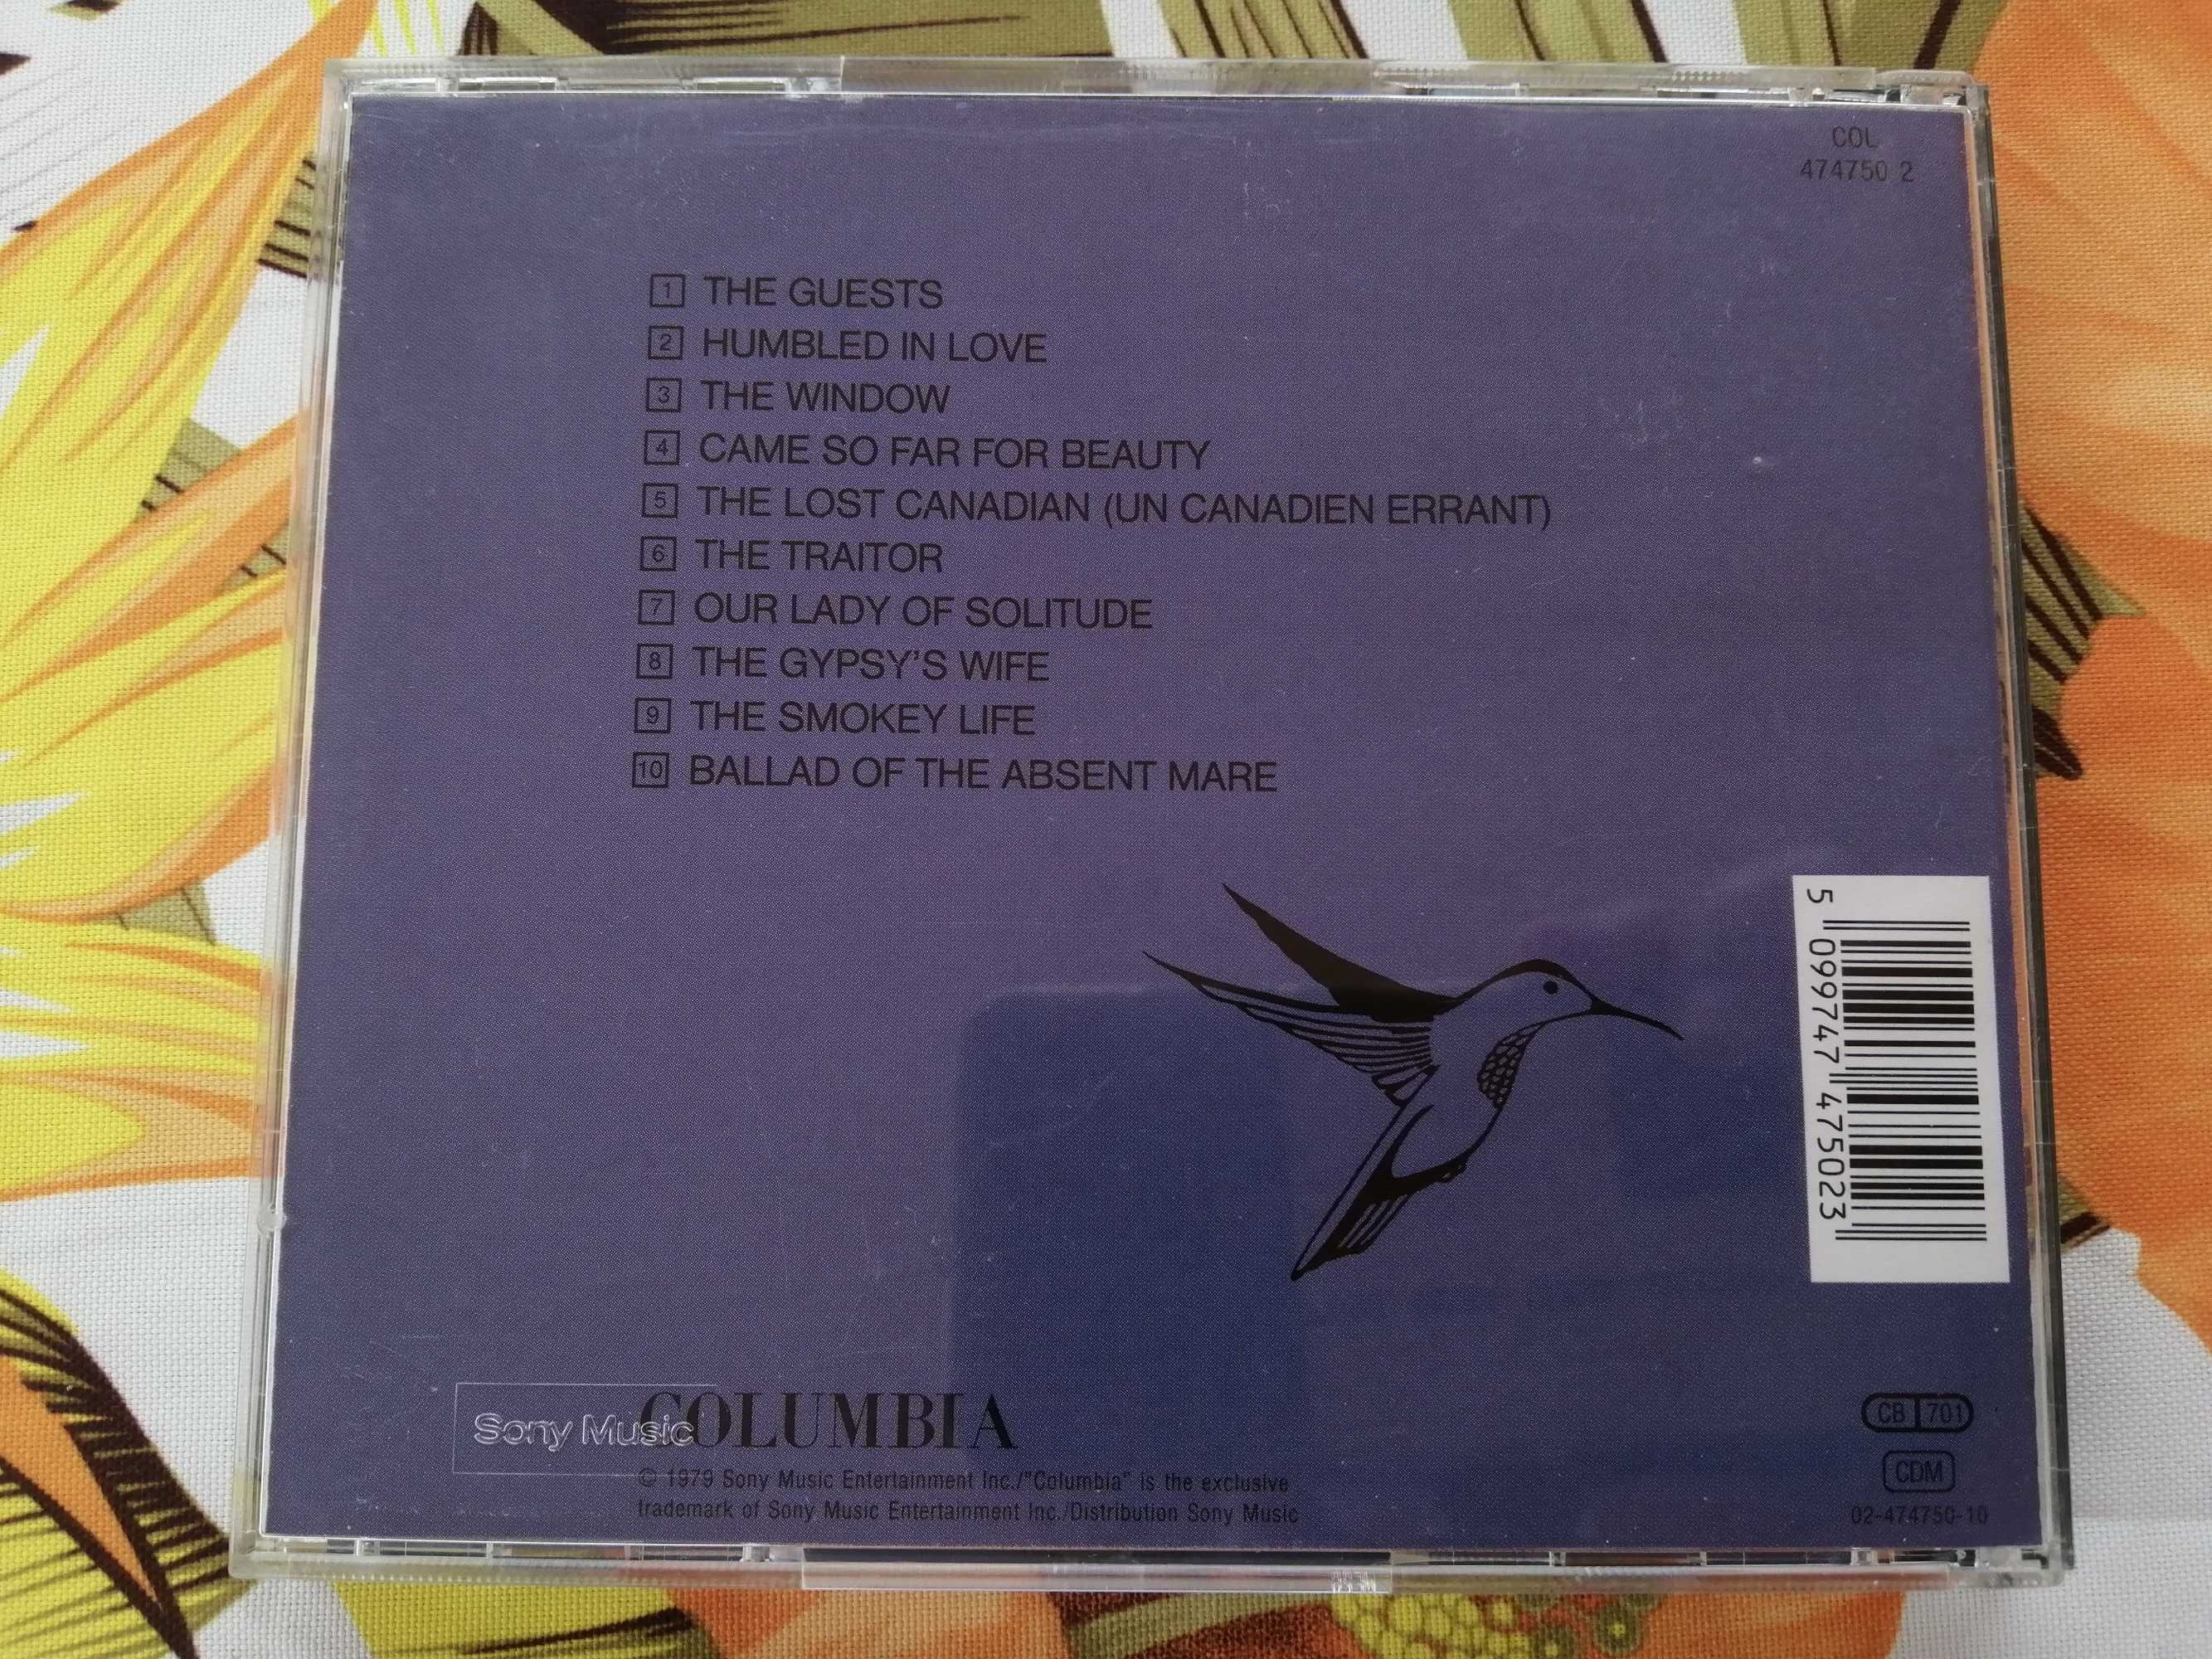 COL
474750 2
1 THE GUESTS
2 HUMBLED IN LOVE
3 THE WINDOW
4 CAME SO FAR FOR BEAUTY
5 THE LOST CANADIAN (UN CANADIEN ERRANT)
6 THE TRAITOR
7 OUR LADY OF SOLITUDE
8 THE GYPSY'S WIFE
9 THE SMOKEY LIFE
10 BALLAD OF THE ABSENT MARE
5 099747 475023
Sony Music
COLUMBIA
© 1979 Sony Music Entertainment Inc./"Columbia" is the exclusive
trademark of Sony Music Entertainment Inc./Distribution Sony Music
CB 701
CDM
02-474750-10